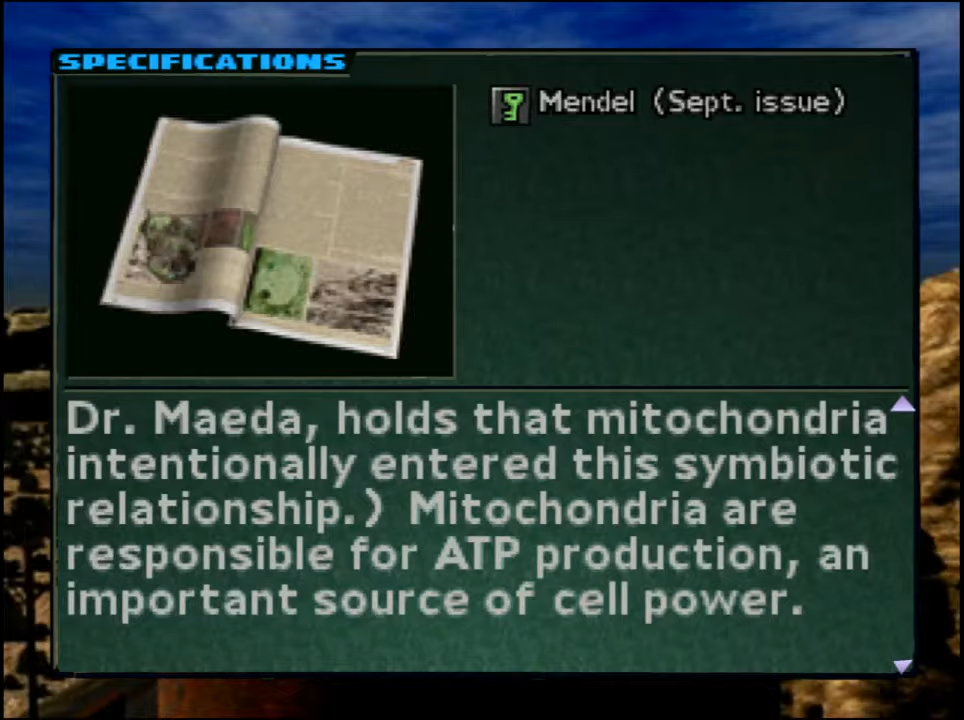 SPECIFICATIONS
Mendel (Sept. issue)
Dr. Maeda, holds that mitochondria
intentionally entered this symbiotic
relationship.) Mitochondria are
responsible for ATP production, an
important source of cell power.